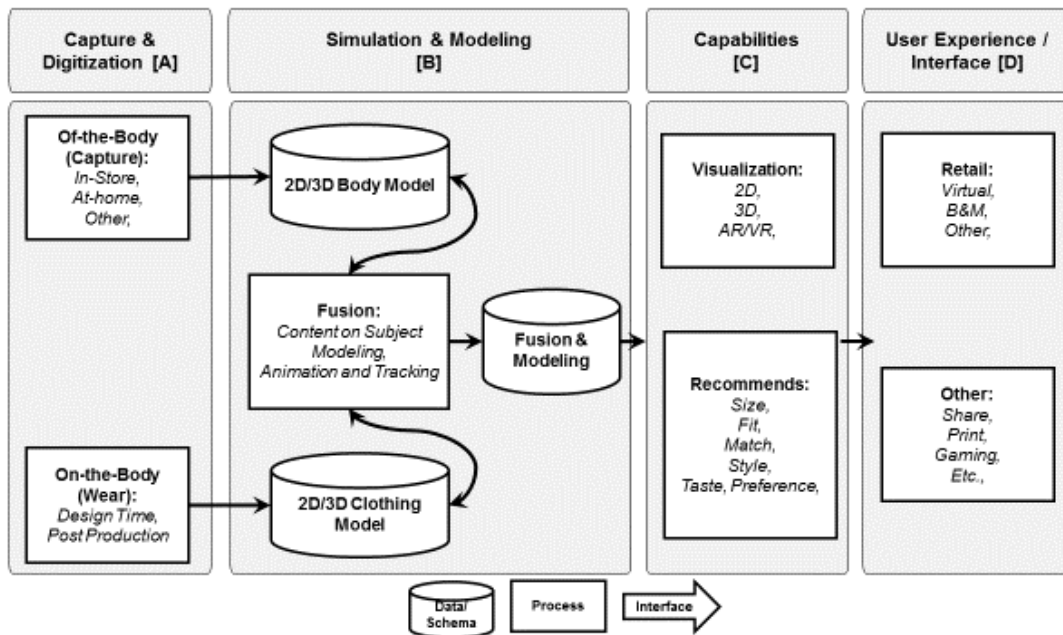 Capture &
Digitization [A]
Simulation & Modeling
[B]
Capabilities
[C]
User Experience /
Interface [D]
Of-the-Body
(Capture):
In-Store,
At-home,
Other,
2D/3D Body Model
Fusion:
Content on Subject
Modeling,
Animation and Tracking
Fusion &
Modeling
On-the-Body
(Wear):
Design Time,
Post Production
2D/3D Clothing
Model
Visualization:
2D,
3D,
AR/VR,
Recommends:
Size,
Fit,
Match,
Style,
Taste, Preference,
Retail:
Virtual,
B&M,
Other,
Other:
Share,
Print,
Gaming,
Etc.,
Data/
Schema
Process
Interface